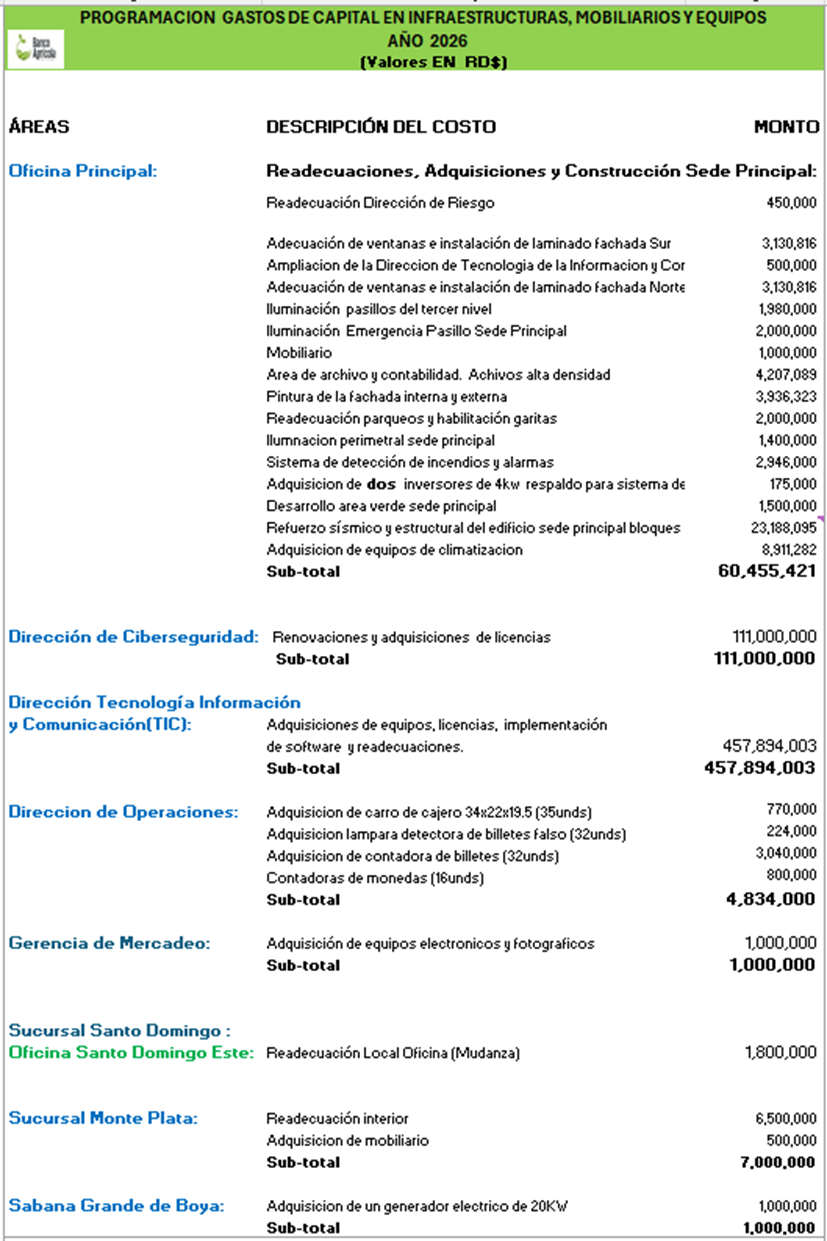 PROGRAMACION GASTOS DE CAPITAL EN INFRAESTRUCTURAS, MOBILIARIOS Y EQUIPOS
AÑO 2026
(Valores EN RD$)
Banco
Agrícola
ÁREAS DESCRIPCIÓN DEL COSTO MONTO
Oficina Principal: Readecuaciones, Adquisiciones y Construcción Sede Principal:
Readecuación Dirección de Riesgo 450,000
Adecuación de ventanas e instalación de laminado fachada Sur 3,130,816
Ampliacion de la Direccion de Tecnologia de la Informacion y Cor 500,000
Adecuación de ventanas e instalación de laminado fachada Norte 3,130,816
Iluminación pasillos del tercer nivel 1,980,000
Iluminación Emergencia Pasillo Sede Principal 2,000,000
Mobiliario 1,000,000
Area de archivo y contabilidad. Achivos alta densidad 4,207,089
Pintura de la fachada interna y externa 3,936,323
Readecuación parqueos y habilitación garitas 2,000,000
Ilumnacion perimetral sede principal 1,400,000
Sistema de detección de incendios y alarmas 2,946,000
Adquisicion de dos inversores de 4kw respaldo para sistema de 175,000
Desarrollo area verde sede principal 1,500,000
Refuerzo sísmico y estructural del edificio sede principal bloques 23,188,095
Adquisicion de equipos de climatizacion 8,911,282
Sub-total 60,455,421
Dirección de Ciberseguridad: Renovaciones y adquisiciones de licencias 111,000,000
Sub-total 111,000,000
Dirección Tecnología Información
y Comunicación(TIC): Adquisiciones de equipos, licencias, implementación
de software y readecuaciones. 457,894,003
Sub-total 457,894,003
Direccion de Operaciones: Adquisicion de carro de cajero 34x22x19.5 (35unds) 770,000
Adquisicion lampara detectora de billetes falso (32unds) 224,000
Adquisicion de contadora de billetes (32unds) 3,040,000
Contadoras de monedas (16unds) 800,000
Sub-total 4,834,000
Gerencia de Mercadeo: Adquisición de equipos electronicos y fotograficos 1,000,000
Sub-total 1,000,000
Sucursal Santo Domingo :
Oficina Santo Domingo Este: Readecuación Local Oficina (Mudanza) 1,800,000
Sucursal Monte Plata: Readecuación interior 6,500,000
Adquisicion de mobiliario 500,000
Sub-total 7,000,000
Sabana Grande de Boya: Adquisicion de un generador electrico de 20KW 1,000,000
Sub-total 1,000,000